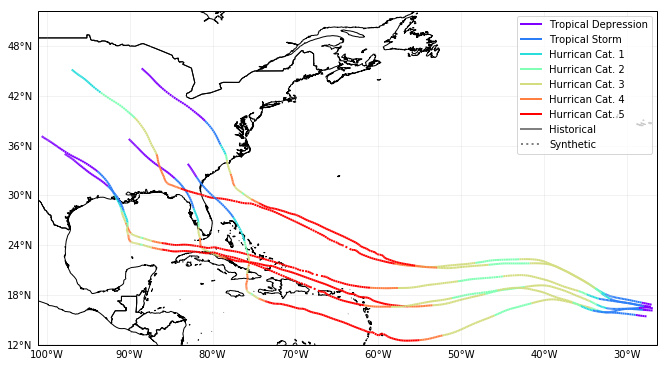 Tropical Depression
Tropical Storm
Hurrican Cat. 1
Hurrican Cat. 2
Hurrican Cat. 3
Hurrican Cat. 4
Hurrican Cat. 5
Historical
Synthetic
48°N
42°N
36°N
30°N
24°N
18°N
12°N
100°W 90°W 80°W 70°W 60°W 50°W 40°W 30°W